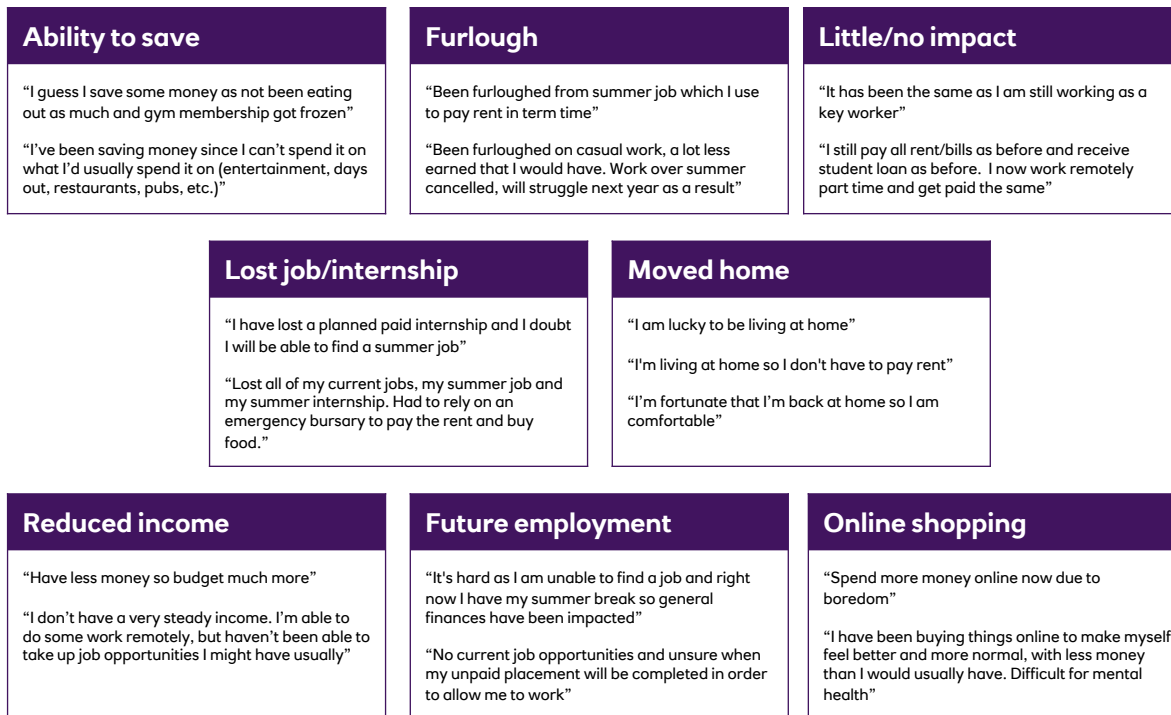 Ability to save
“I guess I save some money as not been eating
out as much and gym membership got frozen”
“I’ve been saving money since I can’t spend it on
what I’d usually spend it on (entertainment, days
out, restaurants, pubs, etc.)”
Furlough
“Been furloughed from summer job which I use
to pay rent in term time”
“Been furloughed on casual work, a lot less
earned that I would have. Work over summer
cancelled, will struggle next year as a result”
Little/no impact
“It has been the same as I am still working as a
key worker”
“I still pay all rent/bills as before and receive
student loan as before.  I now work remotely
part time and get paid the same”
Lost job/internship
“I have lost a planned paid internship and I doubt
I will be able to find a summer job”
“Lost all of my current jobs, my summer job and
my summer internship. Had to rely on an
emergency bursary to pay the rent and buy
food.”
Moved home
“I am lucky to be living at home”
“I'm living at home so I don't have to pay rent”
“I’m fortunate that I’m back at home so I am
comfortable”
Reduced income
“Have less money so budget much more”
“I don’t have a very steady income. I’m able to
do some work remotely, but haven’t been able to
take up job opportunities I might have usually”
Future employment
“It's hard as I am unable to find a job and right
now I have my summer break so general
finances have been impacted”
“No current job opportunities and unsure when
my unpaid placement will be completed in order
to allow me to work”
Online shopping
“Spend more money online now due to
boredom”
“I have been buying things online to make myself
feel better and more normal, with less money
than I would usually have. Difficult for mental
health”